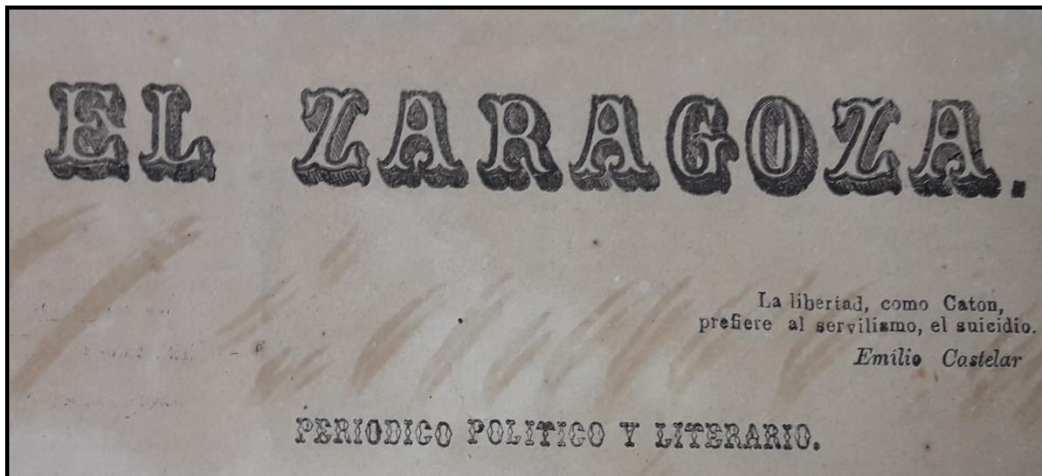 EL ZARAGOZA.
La libertad, como Caton,
prefiere al servilismo, el suicidio.
Emilio Castelar
PERIODICO POLITICO Y LITERARIO.